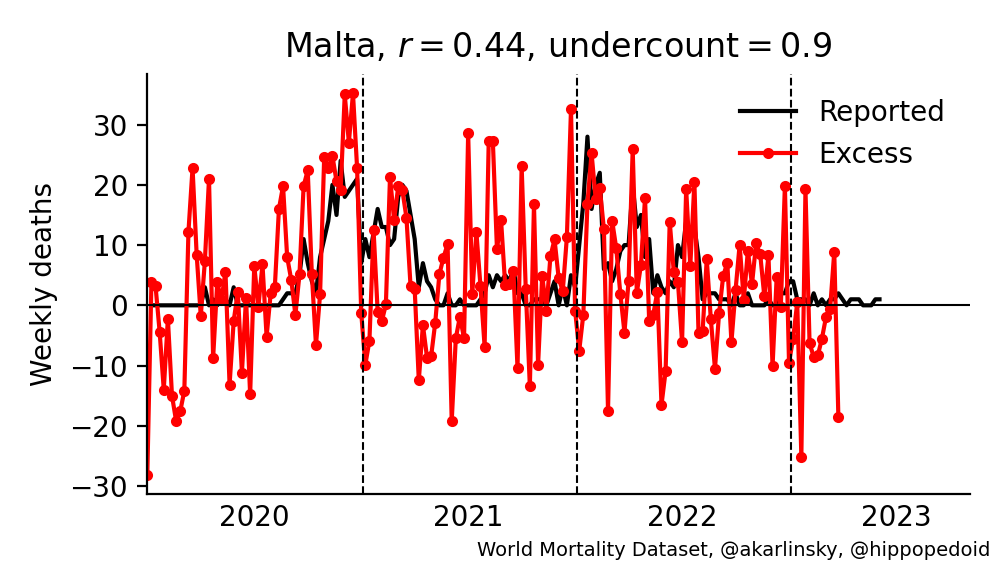 Malta, r = 0.44, undercount = 0.9
Reported
Excess
Weekly deaths
30
20
10
0
−10
−20
−30
2020 2021 2022 2023
World Mortality Dataset, @akarlinsky, @hippopedoid